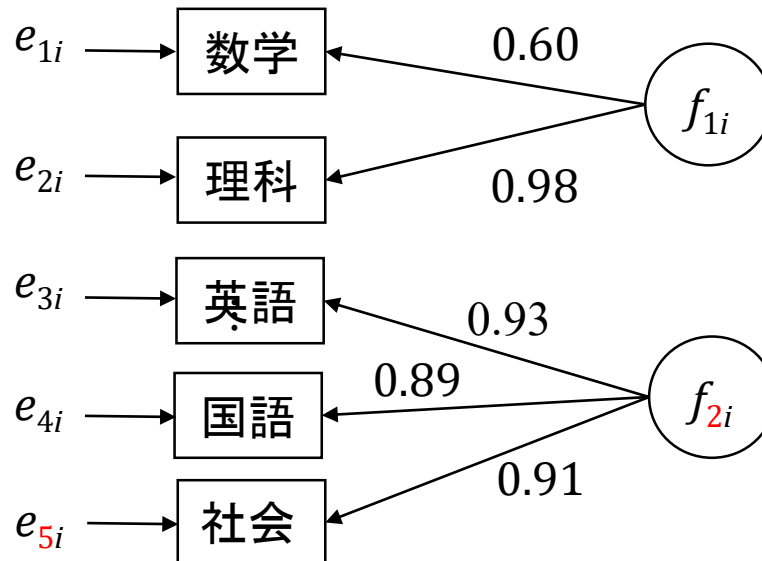 e1i 数学 0.60 f1i
e2i 理科 0.98
e3i 英語 0.93
e4i 国語 0.89 f2i
e5i 社会 0.91